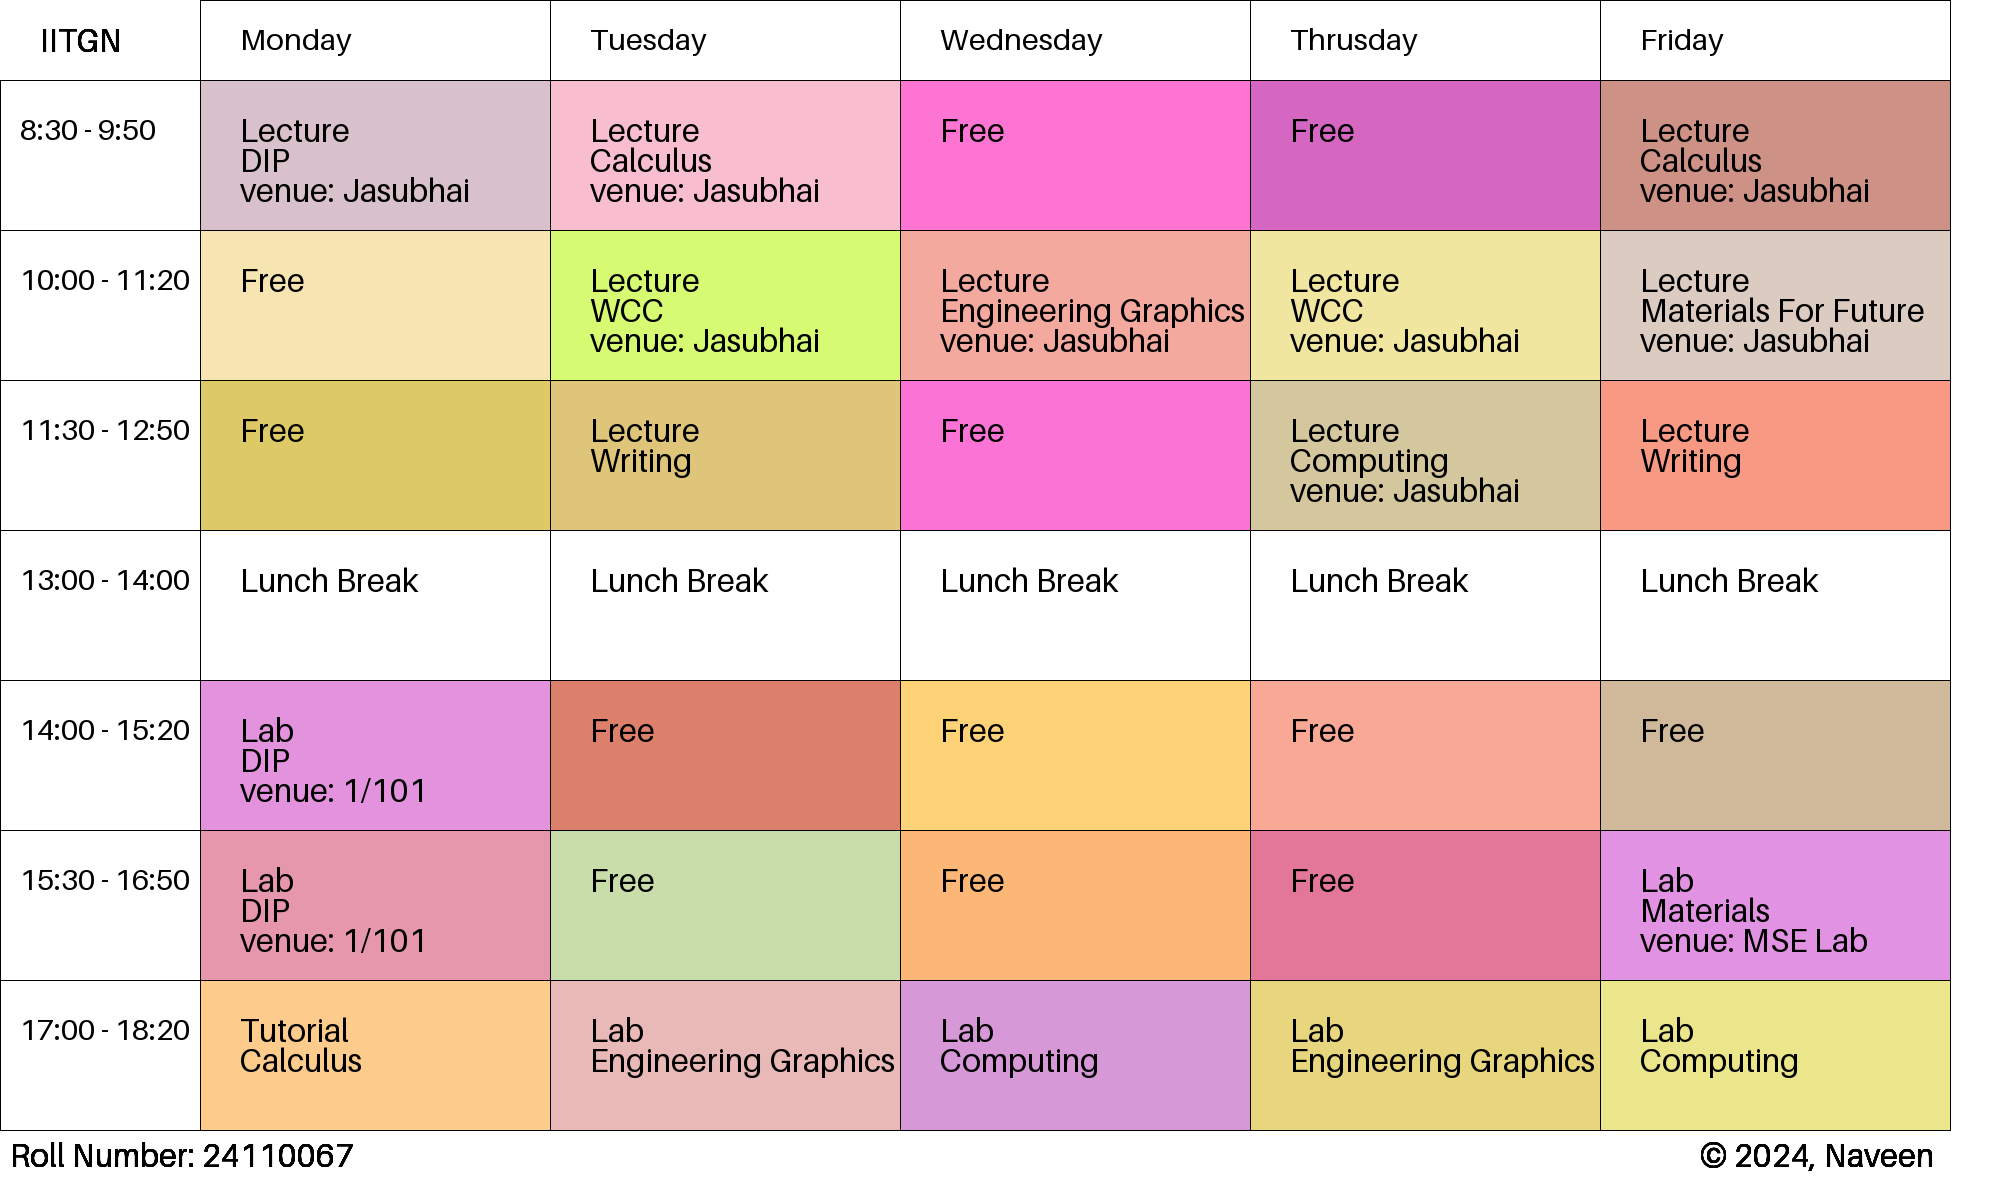 IITGN Monday Tuesday Wednesday Thrusday Friday
8:30 - 9:50
Lecture
DIP
venue: Jasubhai
Lecture
Calculus
venue: Jasubhai
Free
Free
Lecture
Calculus
venue: Jasubhai
10:00 - 11:20
Free
Lecture
WCC
venue: Jasubhai
Lecture
Engineering Graphics
venue: Jasubhai
Lecture
WCC
venue: Jasubhai
Lecture
Materials For Future
venue: Jasubhai
11:30 - 12:50
Free
Lecture
Writing
Free
Lecture
Computing
venue: Jasubhai
Lecture
Writing
13:00 - 14:00
Lunch Break
Lunch Break
Lunch Break
Lunch Break
Lunch Break
14:00 - 15:20
Lab
DIP
venue: 1/101
Free
Free
Free
Free
15:30 - 16:50
Lab
DIP
venue: 1/101
Free
Free
Free
Lab
Materials
venue: MSE Lab
17:00 - 18:20
Tutorial
Calculus
Lab
Engineering Graphics
Lab
Computing
Lab
Engineering Graphics
Lab
Computing
Roll Number: 24110067
© 2024, Naveen